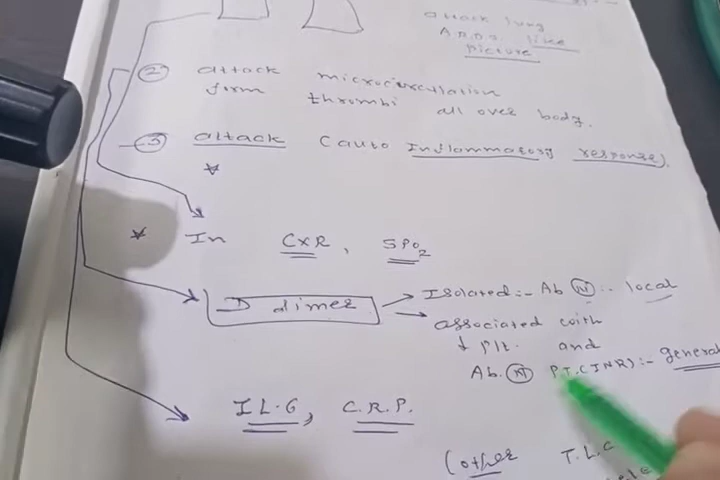 attack lung
A.R.D.S like
picture
② attack microcirculation
form thrombi all over body.
③ attack (auto Inflammatory response)
* In CXR, SPO2
D dimer
Isolated:- Ab (N) :- local
associated with
↓ plt. and
Ab. (N) P.T.(INR) :- general
IL-6, C.R.P.
(other T.L.C